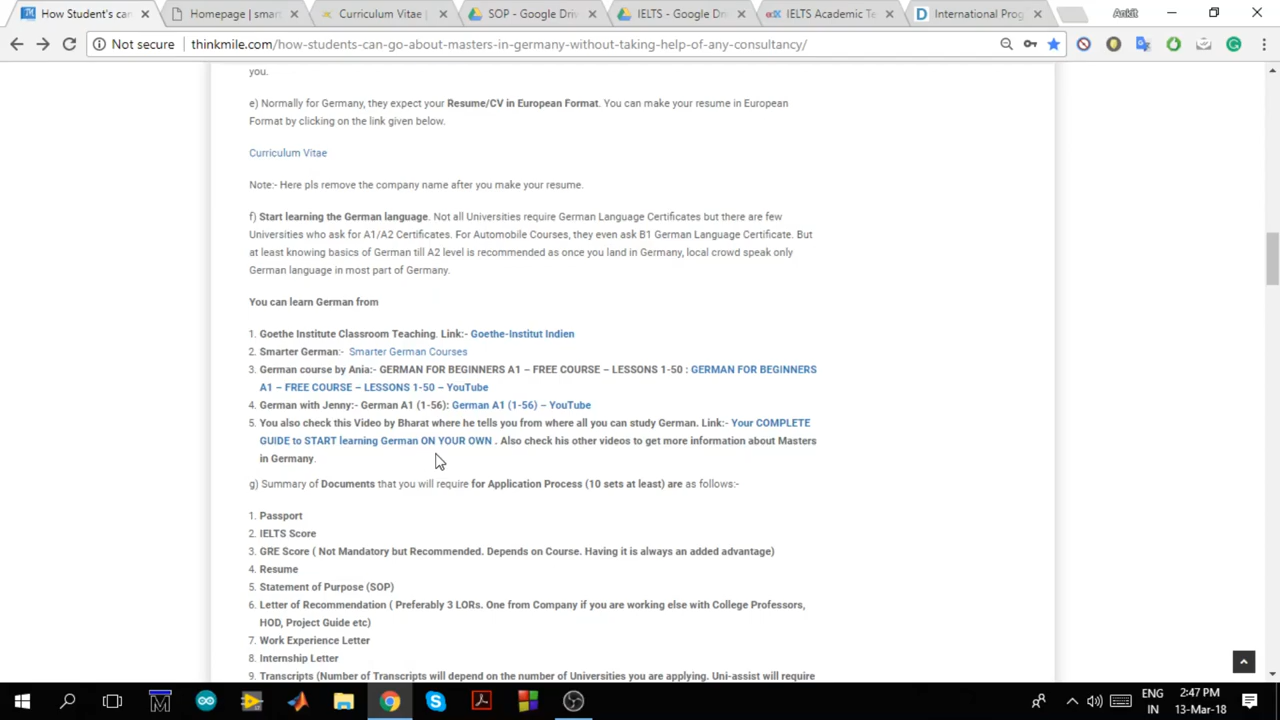 How Student's can
Homepage | smar
Curriculum Vitae |
SOP - Google Driv
IELTS - Google Dri
IELTS Academic Te
International Prog
Ankit
Not secure | thinkmile.com/how-students-can-go-about-masters-in-germany-without-taking-help-of-any-consultancy/
you.
e) Normally for Germany, they expect your Resume/CV in European Format. You can make your resume in European
Format by clicking on the link given below.
Curriculum Vitae
Note:- Here pls remove the company name after you make your resume.
f) Start learning the German language. Not all Universities require German Language Certificates but there are few
Universities who ask for A1/A2 Certificates. For Automobile Courses, they even ask B1 German Language Certificate. But
at least knowing basics of German till A2 level is recommended as once you land in Germany, local crowd speak only
German language in most part of Germany.
You can learn German from
1. Goethe Institute Classroom Teaching. Link:- Goethe-Institut Indien
2. Smarter German:- Smarter German Courses
3. German course by Ania:- GERMAN FOR BEGINNERS A1 – FREE COURSE – LESSONS 1-50 : GERMAN FOR BEGINNERS
A1 – FREE COURSE – LESSONS 1-50 – YouTube
4. German with Jenny:- German A1 (1-56): German A1 (1-56) – YouTube
5. You also check this Video by Bharat where he tells you from where all you can study German. Link:- Your COMPLETE
GUIDE to START learning German ON YOUR OWN . Also check his other videos to get more information about Masters
in Germany.
g) Summary of Documents that you will require for Application Process (10 sets at least) are as follows:-
1. Passport
2. IELTS Score
3. GRE Score ( Not Mandatory but Recommended. Depends on Course. Having it is always an added advantage)
4. Resume
5. Statement of Purpose (SOP)
6. Letter of Recommendation ( Preferably 3 LORs. One from Company if you are working else with College Professors,
HOD, Project Guide etc)
7. Work Experience Letter
8. Internship Letter
9. Transcripts (Number of Transcripts will depend on the number of Universities you are applying. Uni-assist will require
ENG
IN
2:47 PM
13-Mar-18